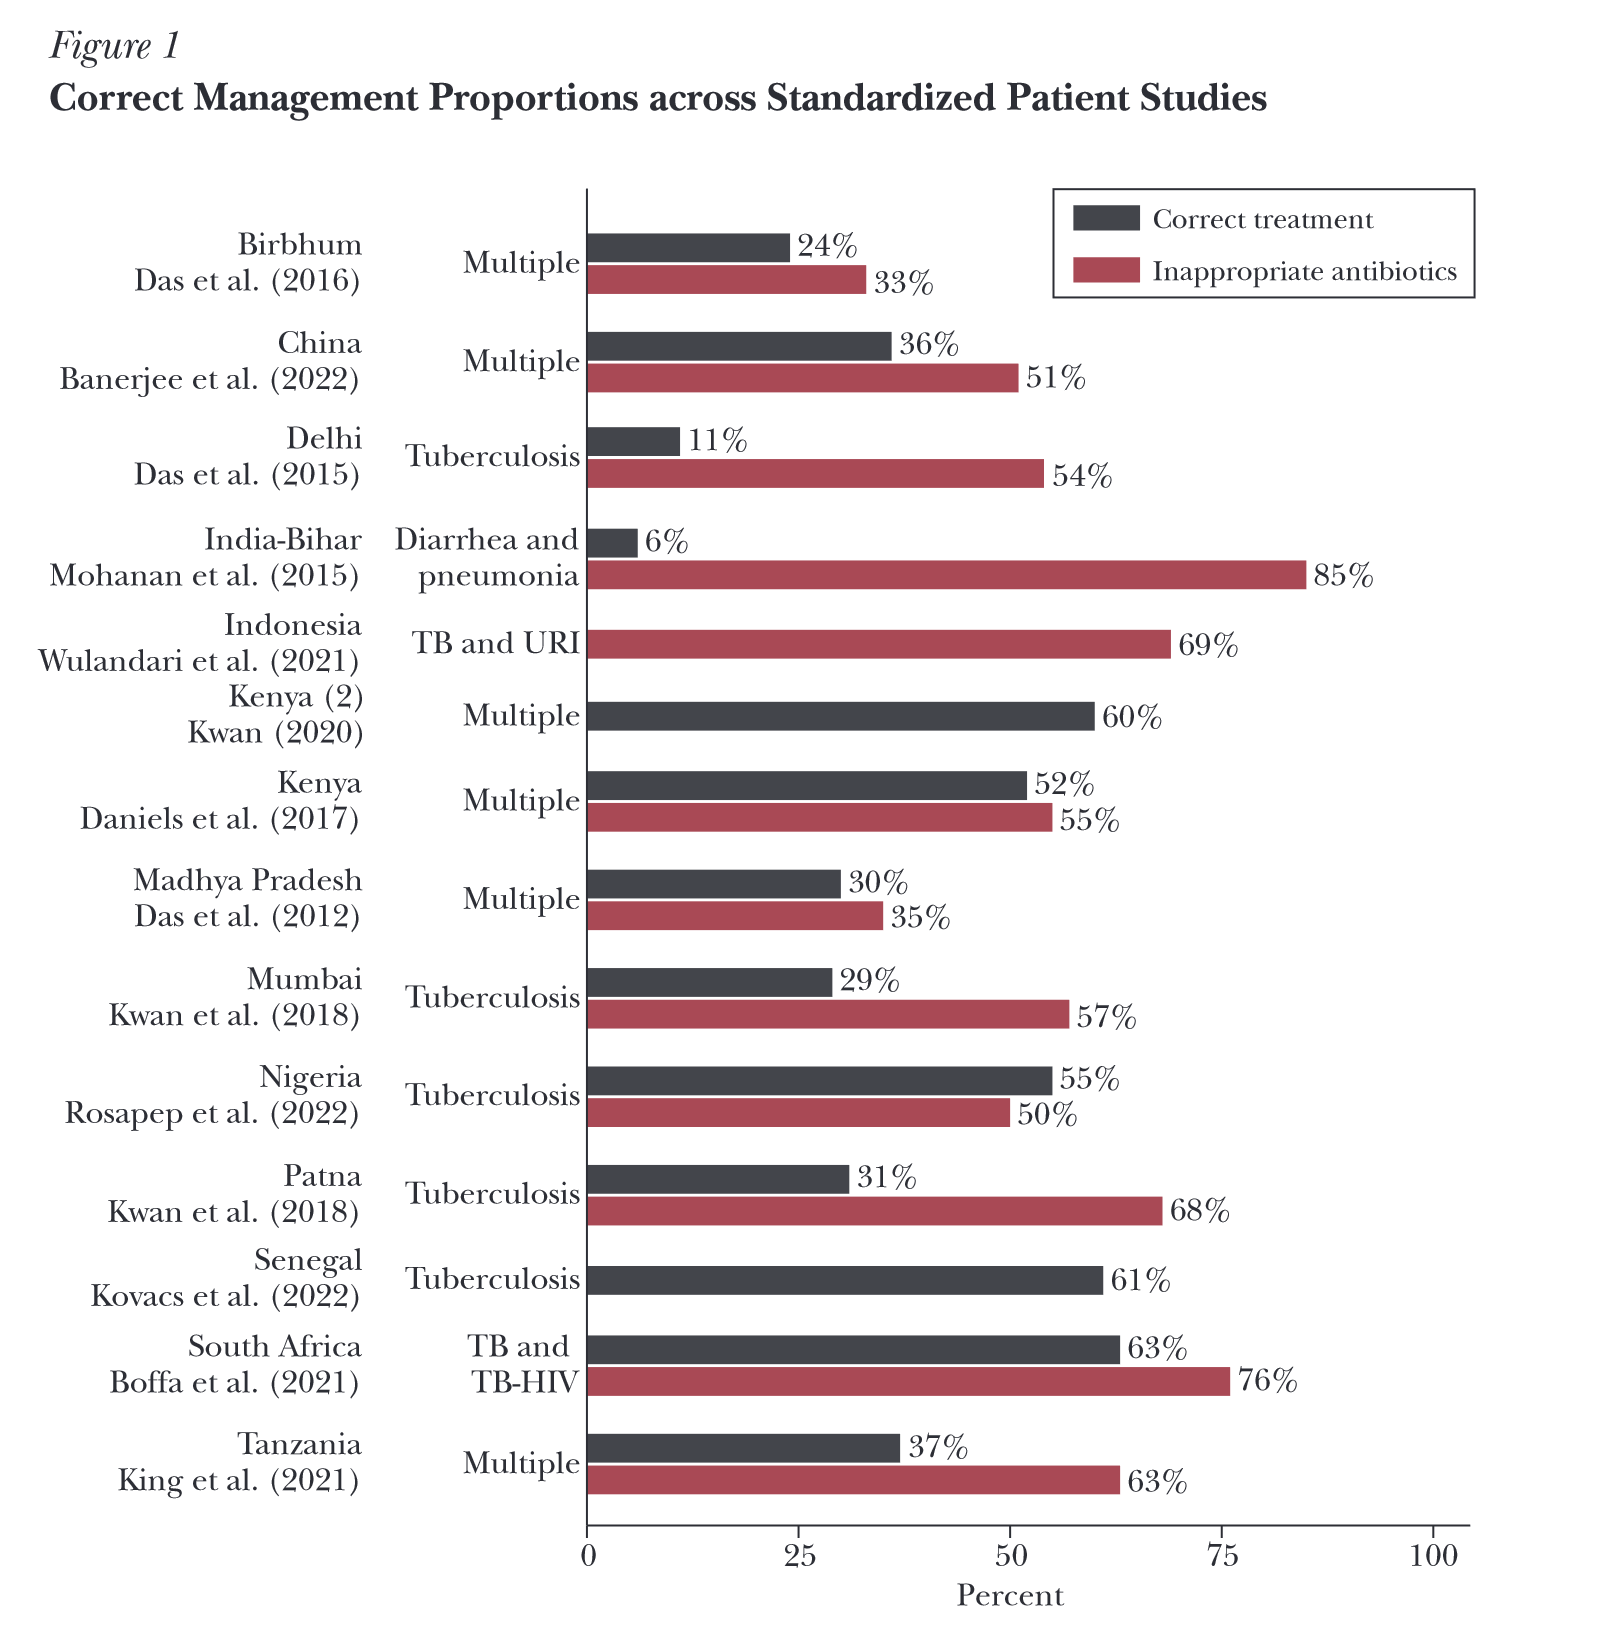 Figure 1
Correct Management Proportions across Standardized Patient Studies
Correct treatment
Inappropriate antibiotics
Birbhum
Das et al. (2016)
Multiple
24%
33%
China
Banerjee et al. (2022)
Multiple
36%
51%
Delhi
Das et al. (2015)
Tuberculosis
11%
54%
India-Bihar
Mohanan et al. (2015)
Diarrhea and
pneumonia
6%
85%
Indonesia
Wulandari et al. (2021)
TB and URI
69%
Kenya (2)
Kwan (2020)
Multiple
60%
Kenya
Daniels et al. (2017)
Multiple
52%
55%
Madhya Pradesh
Das et al. (2012)
Multiple
30%
35%
Mumbai
Kwan et al. (2018)
Tuberculosis
29%
57%
Nigeria
Rosapep et al. (2022)
Tuberculosis
55%
50%
Patna
Kwan et al. (2018)
Tuberculosis
31%
68%
Senegal
Kovacs et al. (2022)
Tuberculosis
61%
South Africa
Boffa et al. (2021)
TB and
TB-HIV
63%
76%
Tanzania
King et al. (2021)
Multiple
37%
63%
0 25 50 75 100
Percent